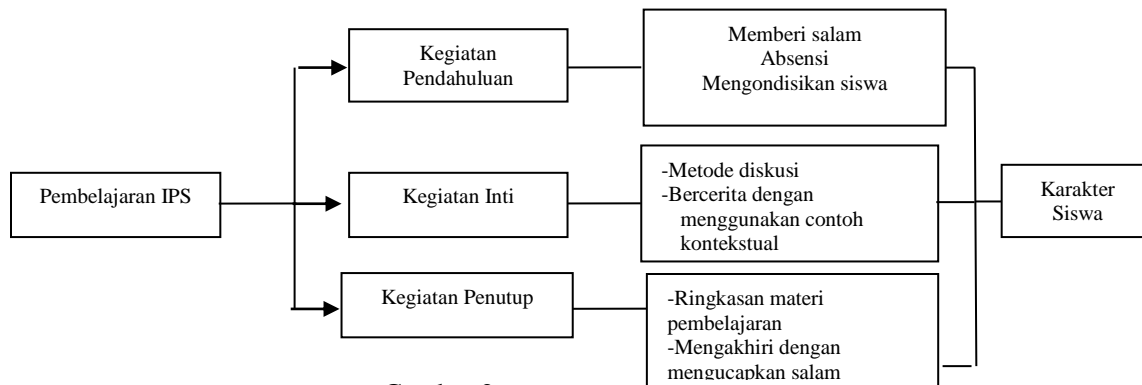 Pembelajaran IPS
Kegiatan
Pendahuluan
Memberi salam
Absensi
Mengondisikan siswa
Kegiatan Inti
-Metode diskusi
-Bercerita dengan
menggunakan contoh
kontekstual
Kegiatan Penutup
-Ringkasan materi
pembelajaran
-Mengakhiri dengan
mengucapkan salam
Karakter
Siswa